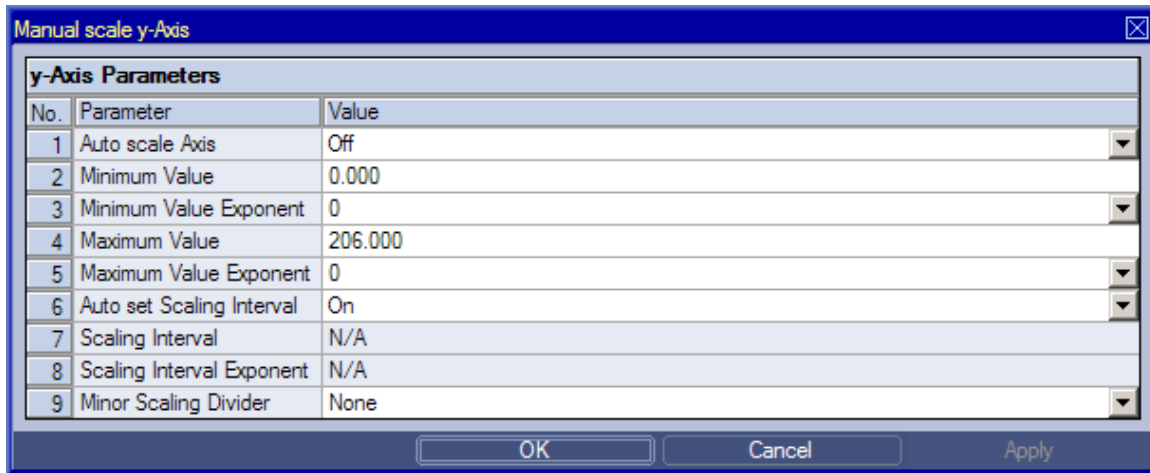 Manual scale y-Axis
y-Axis Parameters
No. Parameter Value
1 Auto scale Axis Off
2 Minimum Value 0.000
3 Minimum Value Exponent 0
4 Maximum Value 206.000
5 Maximum Value Exponent 0
6 Auto set Scaling Interval On
7 Scaling Interval N/A
8 Scaling Interval Exponent N/A
9 Minor Scaling Divider None
OK Cancel Apply